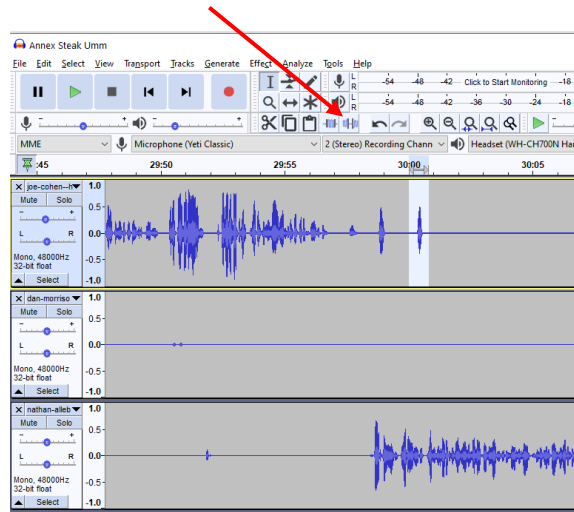 Annex Steak Umm
File Edit Select View Transport Tracks Generate Effect Analyze Tools Help
L
R
-54 -48 -42 Click to Start Monitoring -18
L
R
-54 -48 -42 -36 -30 -24 -18
- +
- +
-
MME Microphone (Yeti Classic) 2 (Stereo) Recording Chann Headset (WH-CH700N Han
:45 29:50 29:55 30:00 30:05
joe-cohen--h
Mute Solo
- +
L R
Mono, 48000Hz
32-bit float
Select
1.0
0.5
0.0
-0.5
-1.0
dan-morriso
Mute Solo
- +
L R
Mono, 48000Hz
32-bit float
Select
1.0
0.5
0.0
-0.5
-1.0
nathan-alleb
Mute Solo
- +
L R
Mono, 48000Hz
32-bit float
Select
1.0
0.5
0.0
-0.5
-1.0